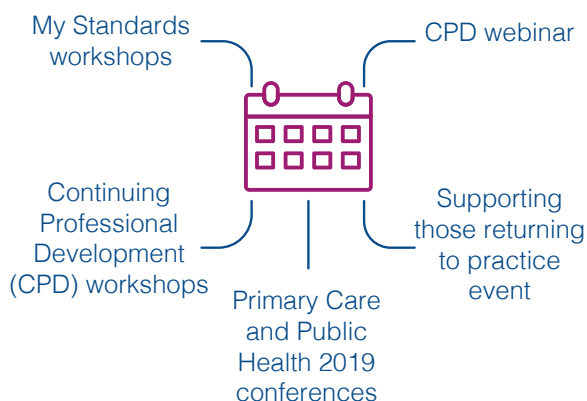 My Standards
workshops
CPD webinar
Continuing
Professional
Development
(CPD) workshops
Supporting
those returning
to practice
event
Primary Care
and Public
Health 2019
conferences